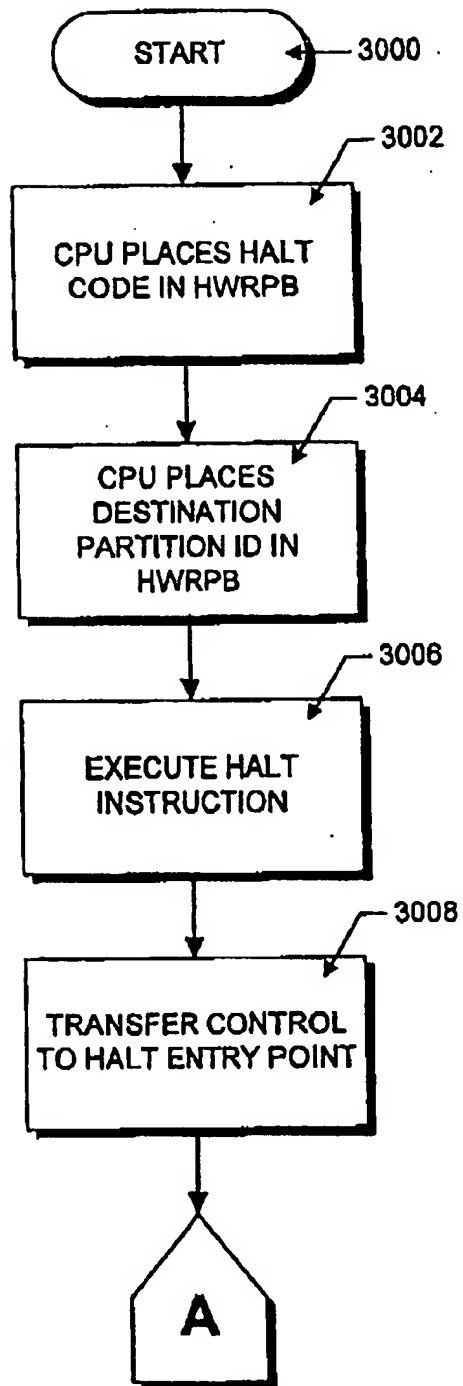 START
3000
3002
CPU PLACES HALT
CODE IN HWRPB
3004
CPU PLACES
DESTINATION
PARTITION ID IN
HWRPB
3006
EXECUTE HALT
INSTRUCTION
3008
TRANSFER CONTROL
TO HALT ENTRY POINT
A